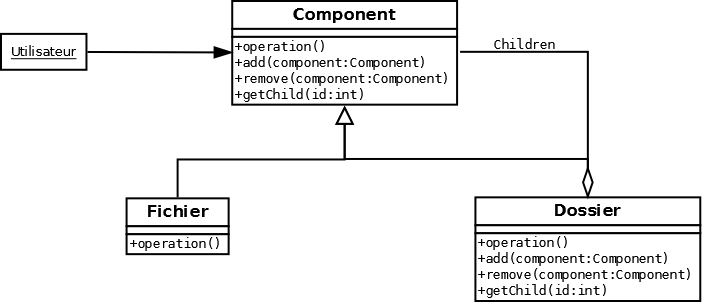 Component
+operation()
+add(component:Component)
+remove(component:Component)
+getChild(id:int)
Utilisateur
Children
Fichier
+operation()
Dossier
+operation()
+add(component:Component)
+remove(component:Component)
+getChild(id:int)